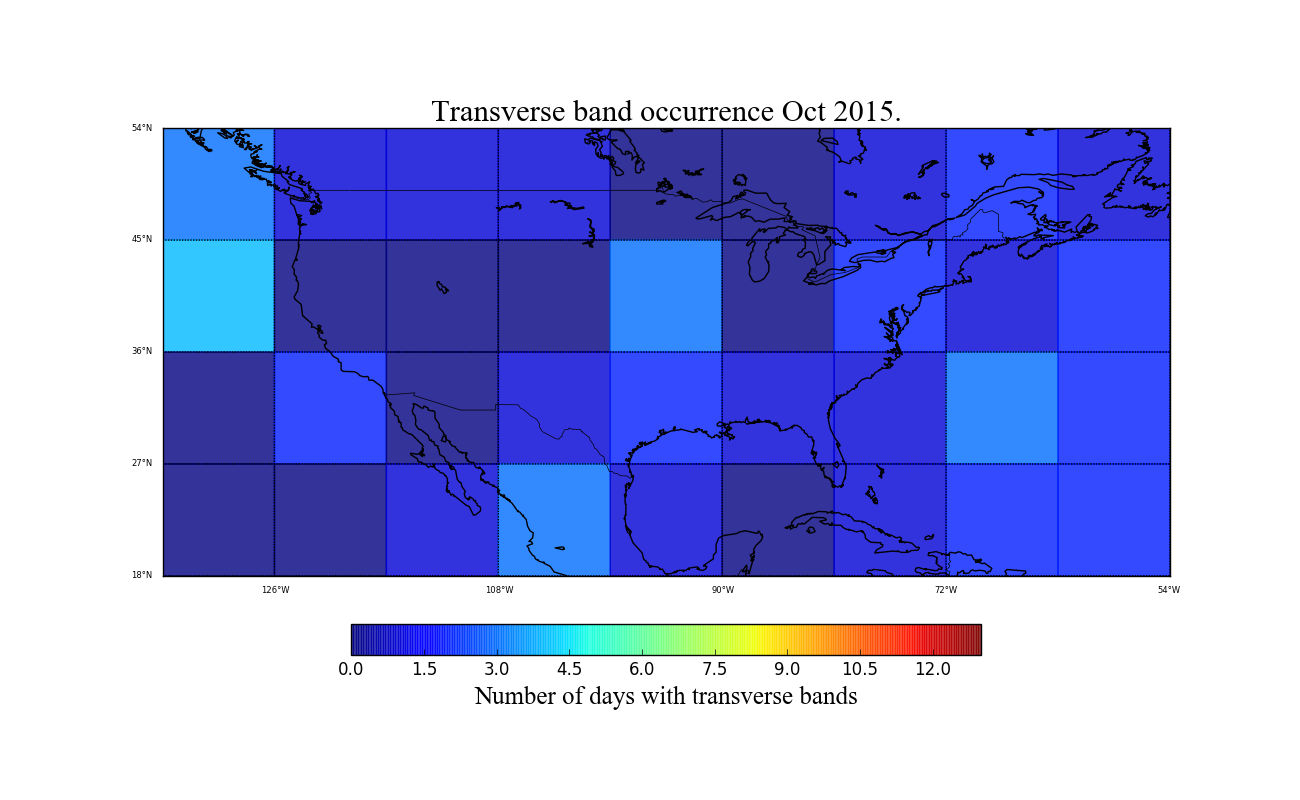 Transverse band occurrence Oct 2015.
54°N
45°N
36°N
27°N
18°N
126°W 108°W 90°W 72°W 54°W
0.0 1.5 3.0 4.5 6.0 7.5 9.0 10.5 12.0
Number of days with transverse bands